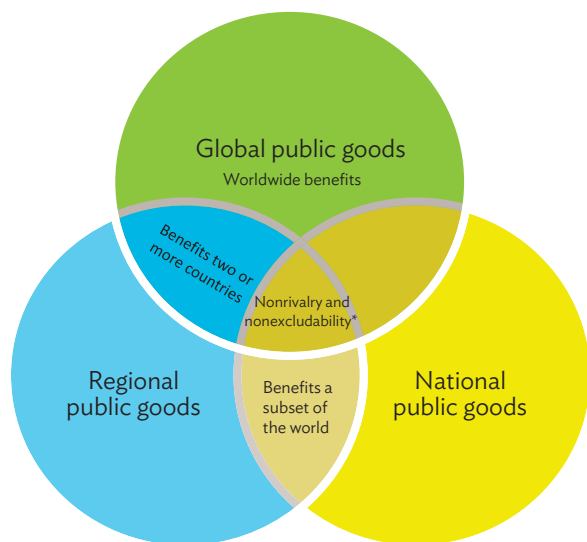 Global public goods
Worldwide benefits
Benefits two or
more countries
Nonrivalry and
nonexcludability*
Regional
public goods
Benefits a
subset of
the world
National
public goods